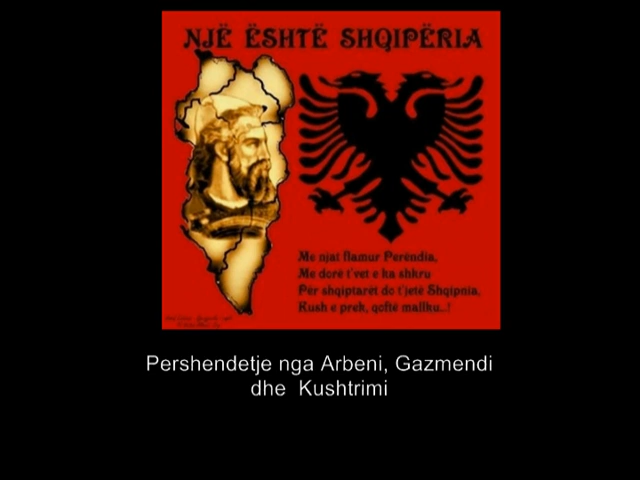 NJË ËSHTË SHQIPËRIA
Me njat flamur Perëndia,
Me dorë t'vet e ka shkru
Për shqiptarët do t'jetë Shqipnia,
Kush e prek, qoftë mallku..!
Pershendetje nga Arbeni, Gazmendi
dhe Kushtrimi